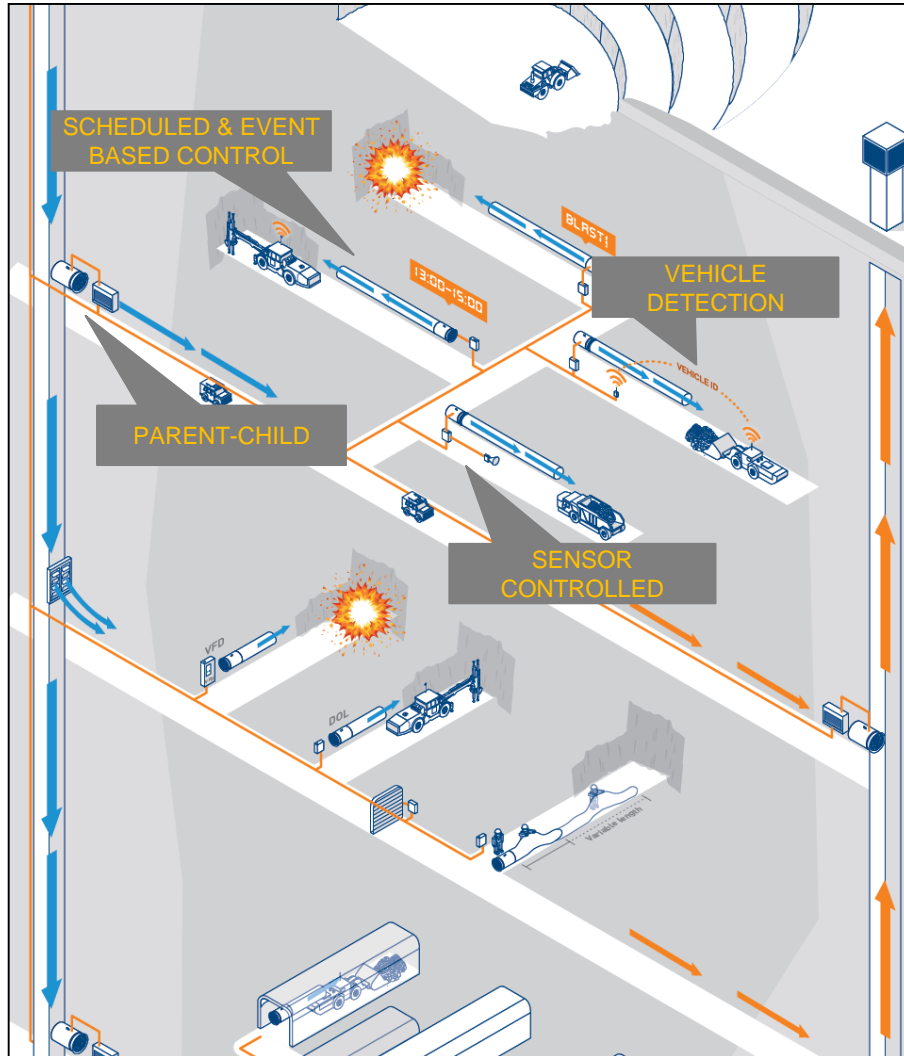 SCHEDULED & EVENT
BASED CONTROL
BLAST!
13:00-15:00
VEHICLE
DETECTION
VEHICLE ID
PARENT-CHILD
SENSOR
CONTROLLED
VFD
DOL
Variable length